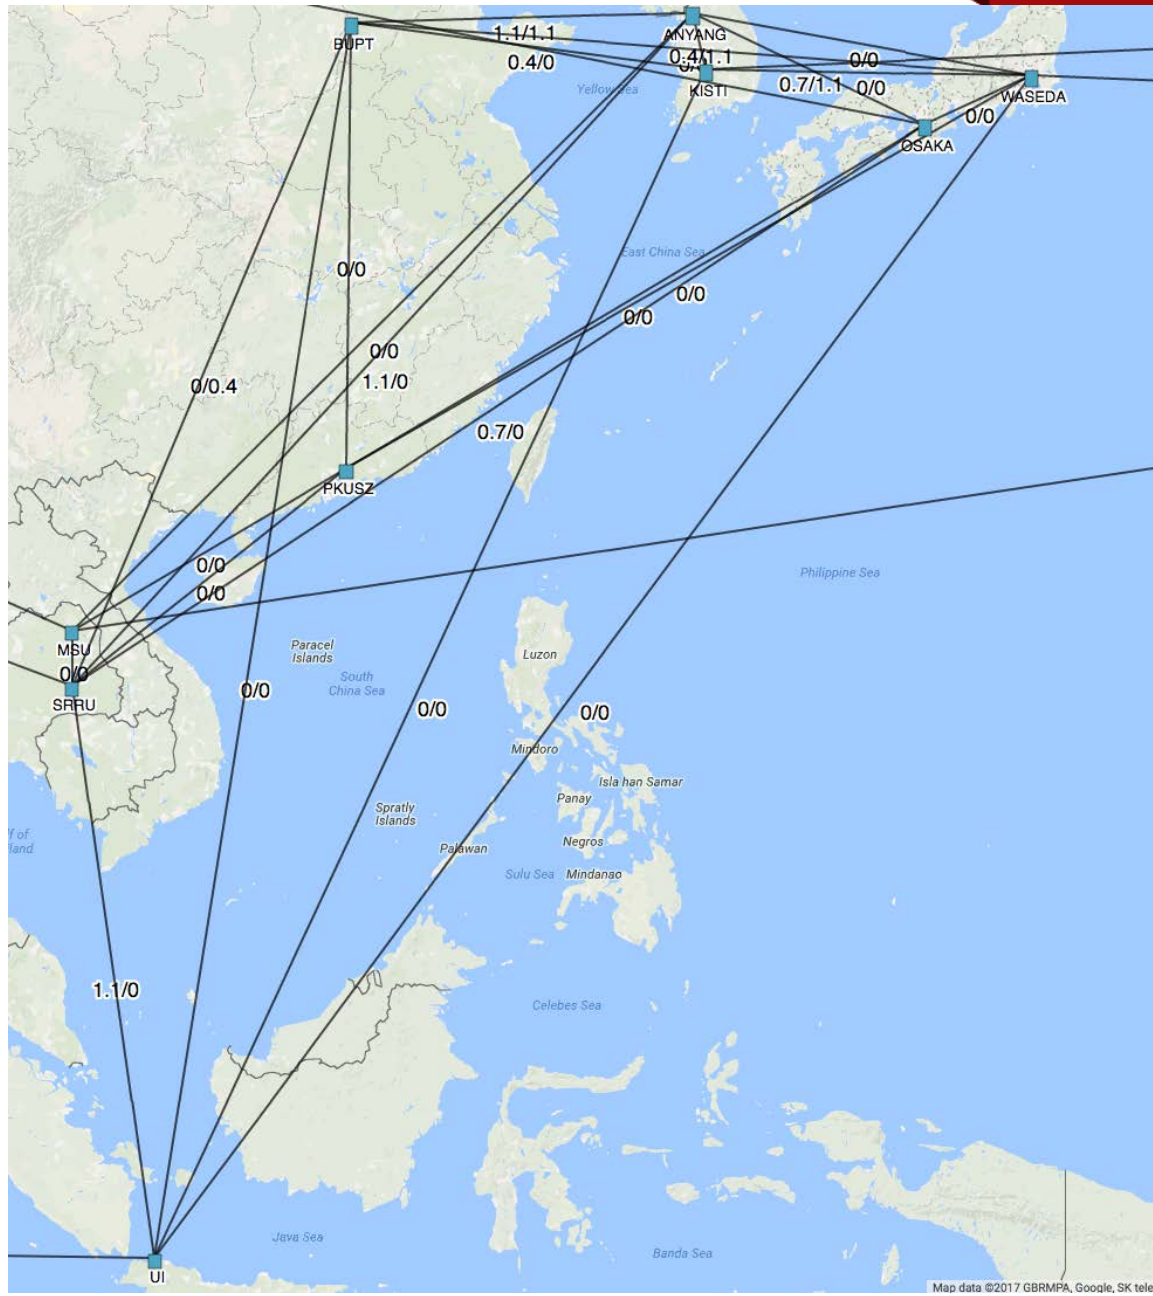 BUPT
1.1/1.1
0.4/0
ANYANG
0.4/1.1
KISTI
Yellow Sea
0/0
0.7/1.1
0/0
WASEDA
0/0
OSAKA
East China Sea
0/0
0/0
0/0
0/0
1.1/0
0/0.4
0.7/0
PKUSZ
0/0
0/0
Philippine Sea
MSU
0/0
SRRU
Paracel
Islands
South
China Sea
Luzon
0/0
0/0
0/0
Mindoro
Isla han Samar
Panay
Spratly
Islands
Palawan
Negros
Sulu Sea
Mindanao
1.1/0
Celebes Sea
Java Sea
Banda Sea
UI
Map data ©2017 GBRMPA, Google, SK tele